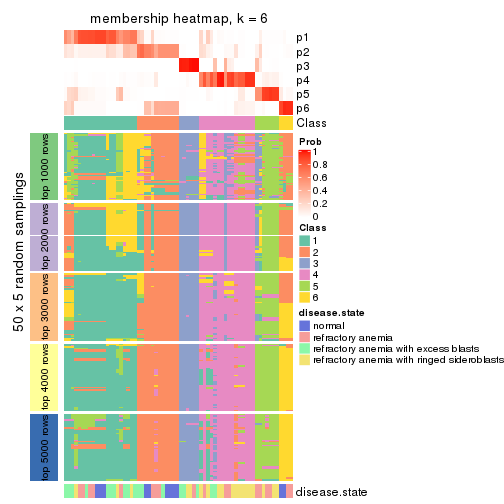 membership heatmap, k = 6
p1
p2
p3
p4
p5
p6
Class
50 x 5 random samplings
top 1000 rows
top 2000 rows
top 3000 rows
top 4000 rows
top 5000 rows
Prob
1
0.8
0.6
0.4
0.2
0
Class
1
2
3
4
5
6
disease.state
normal
refractory anemia
refractory anemia with excess blasts
refractory anemia with ringed sideroblasts
disease.state